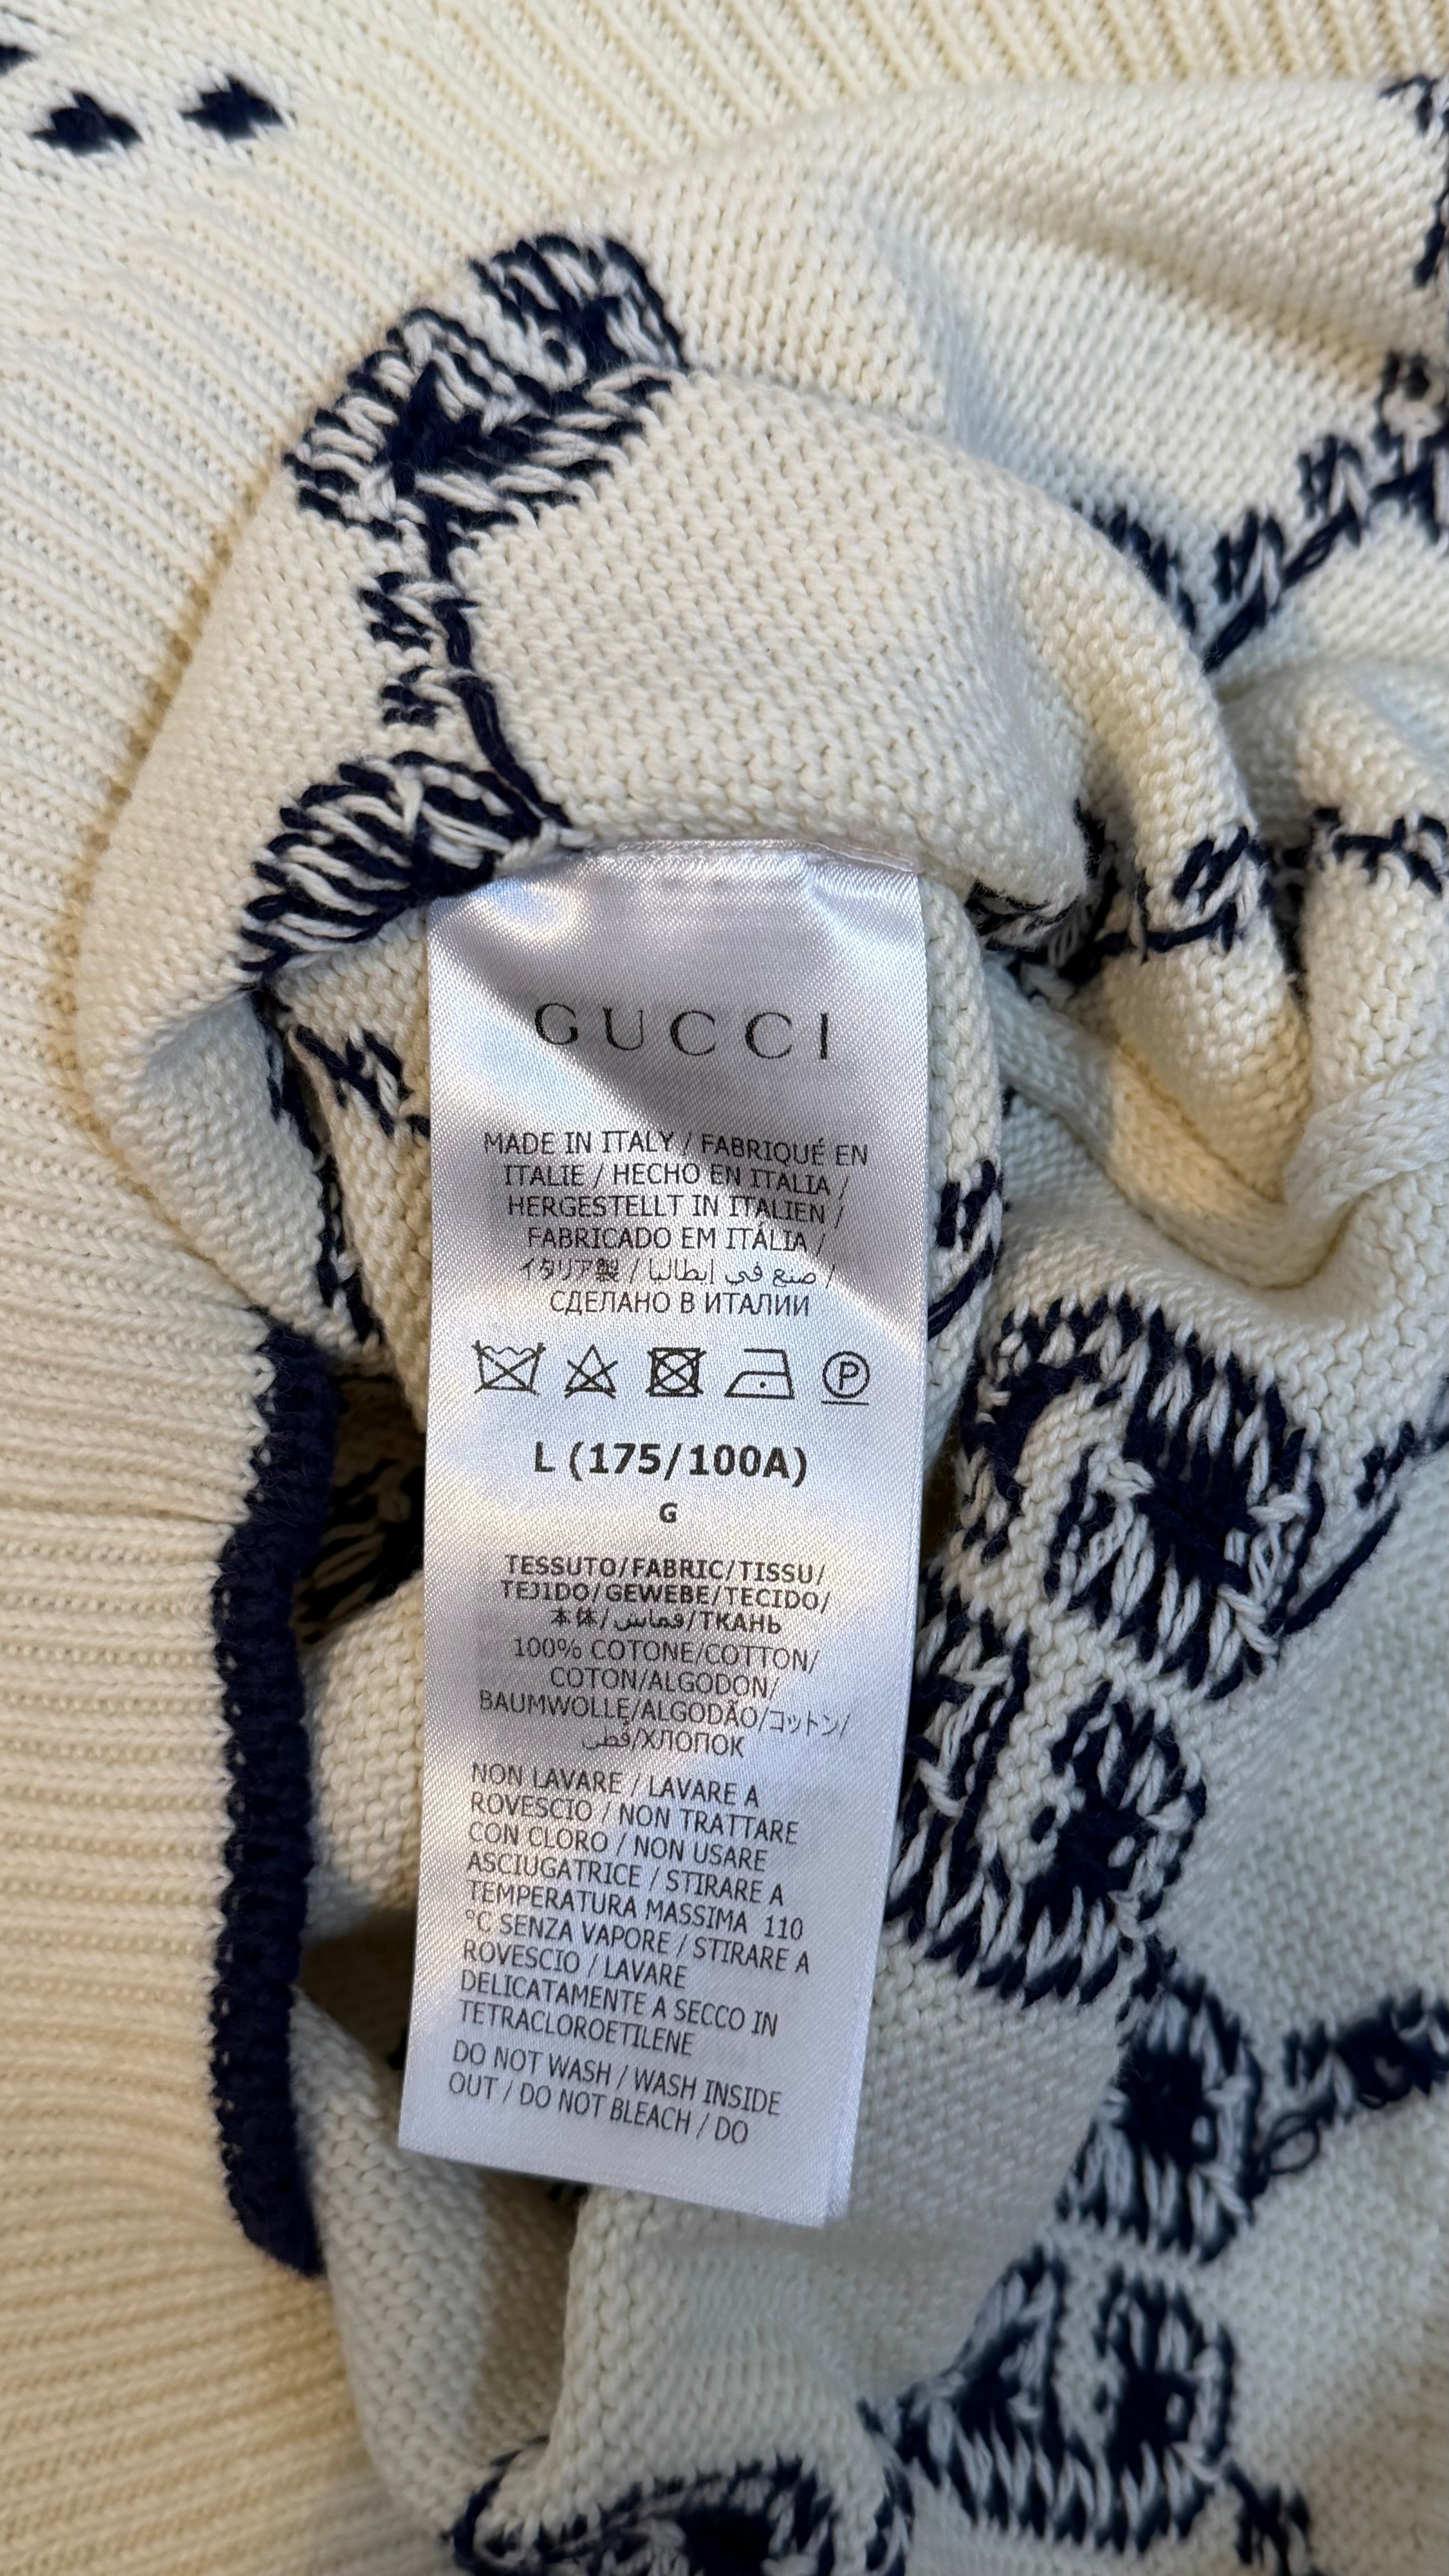 GUCCI
MADE IN ITALY / FABRIQUÉ EN
ITALIE / HECHO EN ITALIA /
HERGESTELLT IN ITALIEN /
FABRICADO EM ITÁLIA /
イタリア製 / صنع في إيطاليا /
СДЕЛАНО В ИТАЛИИ
P
L (175/100A)
G
TESSUTO/FABRIC/TISSU/
TEJIDO/GEWEBE/TECIDO/
本体/قماش/ТКАНЬ
100% COTONE/COTTON/
COTON/ALGODON/
BAUMWOLLE/ALGODÃO/コットン/
قطن/ХЛОПОК
NON LAVARE / LAVARE A
ROVESCIO / NON TRATTARE
CON CLORO / NON USARE
ASCIUGATRICE / STIRARE A
TEMPERATURA MASSIMA 110
°C SENZA VAPORE / STIRARE A
ROVESCIO / LAVARE
DELICATAMENTE A SECCO IN
TETRACLOROETILENE
DO NOT WASH / WASH INSIDE
OUT / DO NOT BLEACH / DO